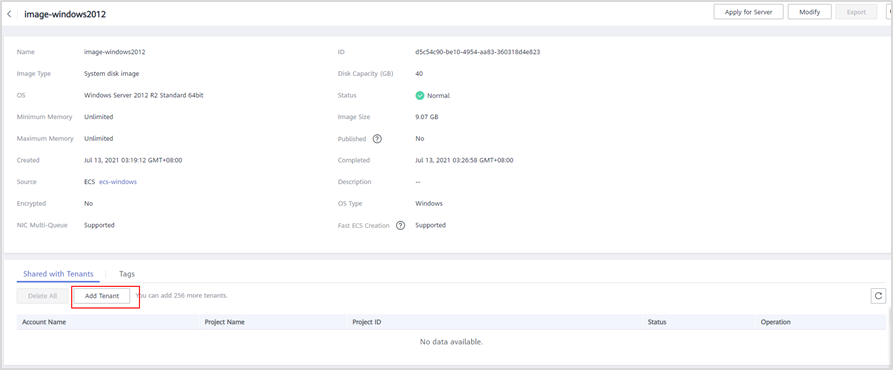 image-windows2012
Apply for Server Modify Export
Name image-windows2012 ID d5c54c90-be10-4954-aa83-360318d4e823
Image Type System disk image Disk Capacity (GB) 40
OS Windows Server 2012 R2 Standard 64bit Status Normal
Minimum Memory Unlimited Image Size 9.07 GB
Maximum Memory Unlimited Published ? No
Created Jul 13, 2021 03:19:12 GMT+08:00 Completed Jul 13, 2021 03:26:58 GMT+08:00
Source ECS ecs-windows Description --
Encrypted No OS Type Windows
NIC Multi-Queue Supported Fast ECS Creation ? Supported
Shared with Tenants Tags
Delete All Add Tenant You can add 256 more tenants.
Account Name Project Name Project ID Status Operation
No data available.